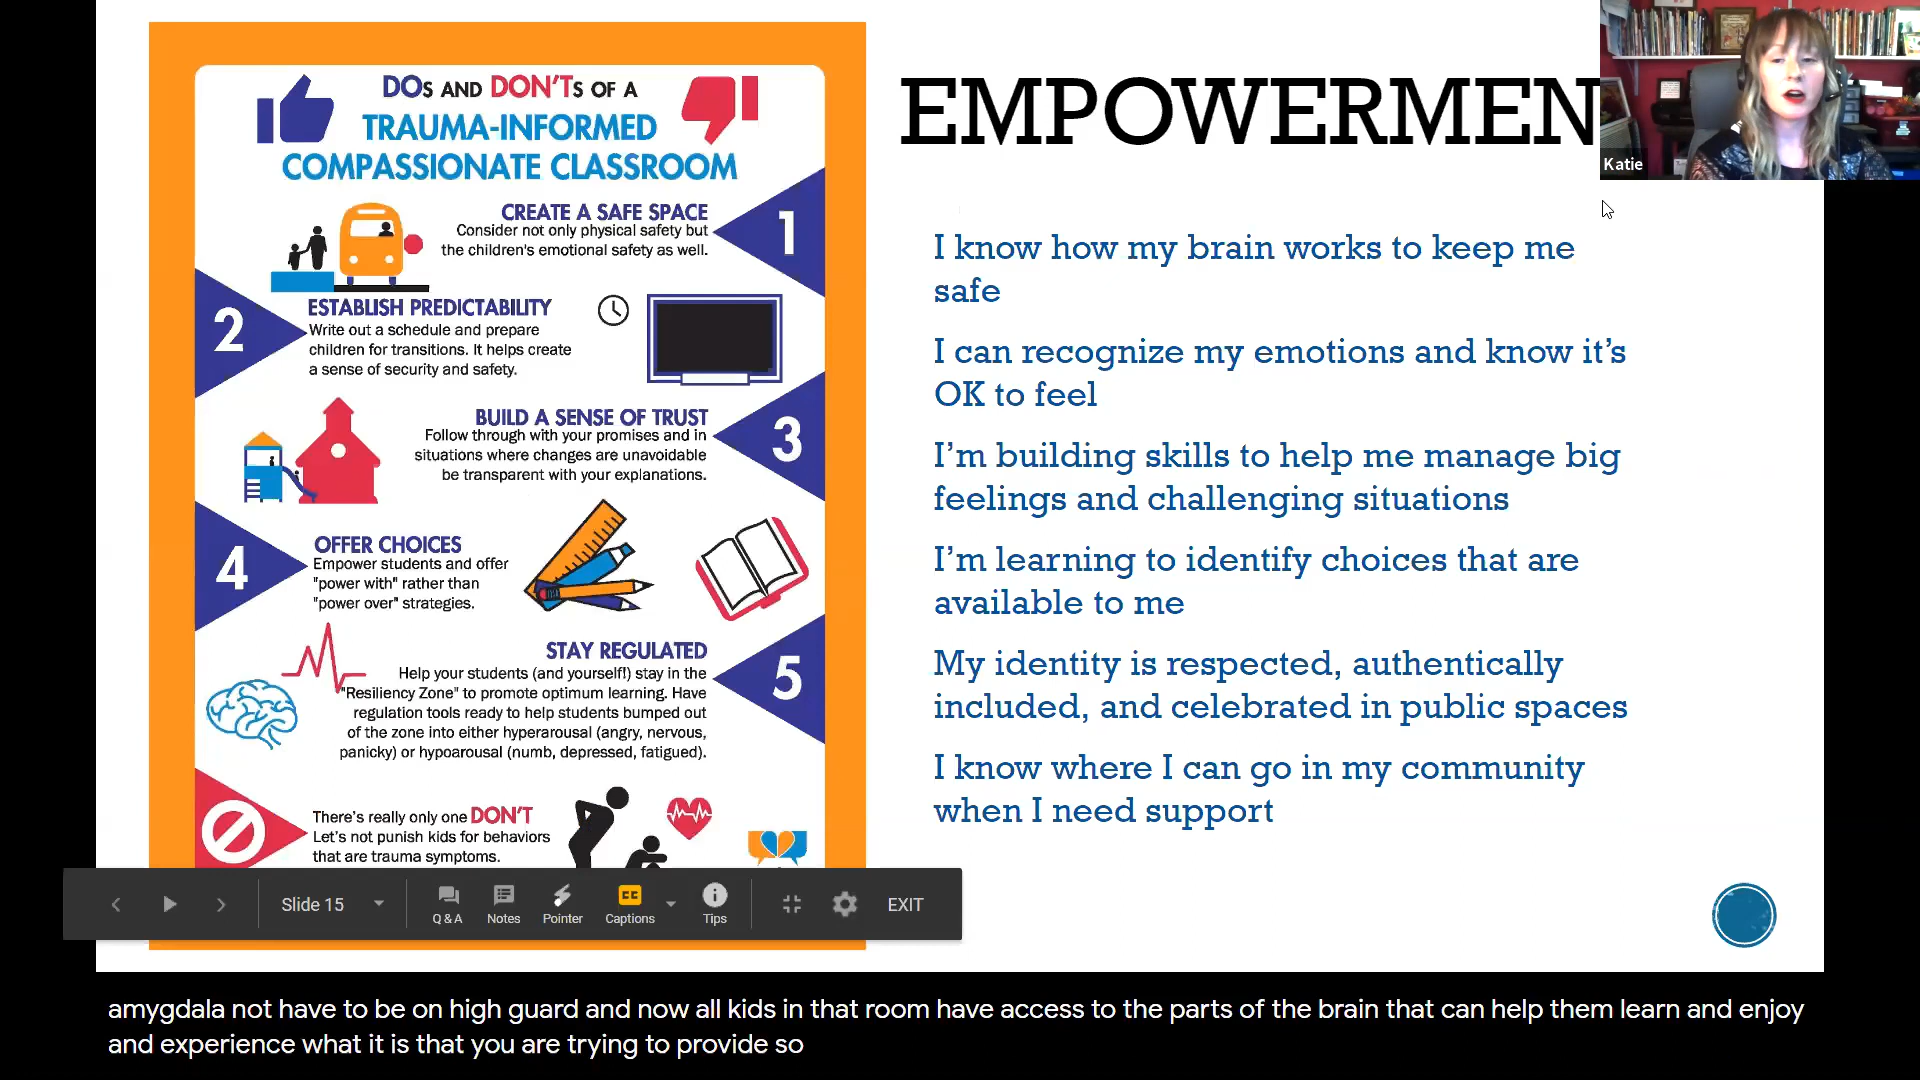 DOs AND DON'Ts OF A
TRAUMA-INFORMED
COMPASSIONATE CLASSROOM
1
CREATE A SAFE SPACE
Consider not only physical safety but
the children's emotional safety as well.
2
ESTABLISH PREDICTABILITY
Write out a schedule and prepare
children for transitions. It helps create
a sense of security and safety.
3
BUILD A SENSE OF TRUST
Follow through with your promises and in
situations where changes are unavoidable
be transparent with your explanations.
4
OFFER CHOICES
Empower students and offer
"power with" rather than
"power over" strategies.
5
STAY REGULATED
Help your students (and yourself!) stay in the
"Resiliency Zone" to promote optimum learning. Have
regulation tools ready to help students bumped out
of the zone into either hyperarousal (angry, nervous,
panicky) or hypoarousal (numb, depressed, fatigued).
There's really only one DON'T
Let's not punish kids for behaviors
that are trauma symptoms.
EMPOWERMEN
Katie
I know how my brain works to keep me
safe
I can recognize my emotions and know it's
OK to feel
I'm building skills to help me manage big
feelings and challenging situations
I'm learning to identify choices that are
available to me
My identity is respected, authentically
included, and celebrated in public spaces
I know where I can go in my community
when I need support
Slide 15
Q & A
Notes
Pointer
CC
Captions
Tips
EXIT
amygdala not have to be on high guard and now all kids in that room have access to the parts of the brain that can help them learn and enjoy
and experience what it is that you are trying to provide so